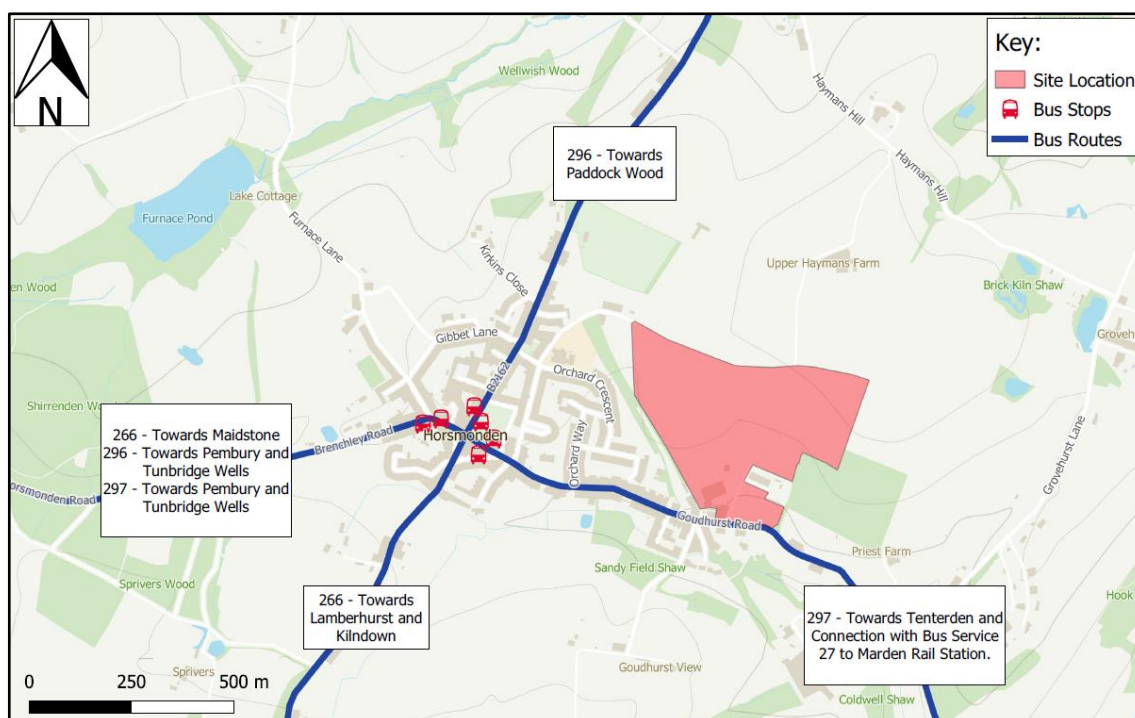 N
Key:
Site Location
Bus Stops
Bus Routes
Wellwish Wood
Haymans Hill
Haymans Hill
296 - Towards
Paddock Wood
Lake Cottage
Furnace Pond
Furnace Lane
Kirkins Close
Upper Haymans Farm
Brick Kiln Shaw
en Wood
Grovehu
Gibbet Lane
B2162
Orchard Crescent
Shirrenden Woo
Horsmonden
Brenchley Road
Orchard Way
Grovehurst Lane
266 - Towards Maidstone
296 - Towards Pembury and
Tunbridge Wells
297 - Towards Pembury and
Tunbridge Wells
orsmonden Road
Goudhurst Road
Priest Farm
Sprivers Wood
Sandy Field Shaw
Hook
266 - Towards
Lamberhurst and
Kilndown
297 - Towards Tenterden and
Connection with Bus Service
27 to Marden Rail Station.
Sprivers
Goudhurst View
Coldwell Shaw
0 250 500 m